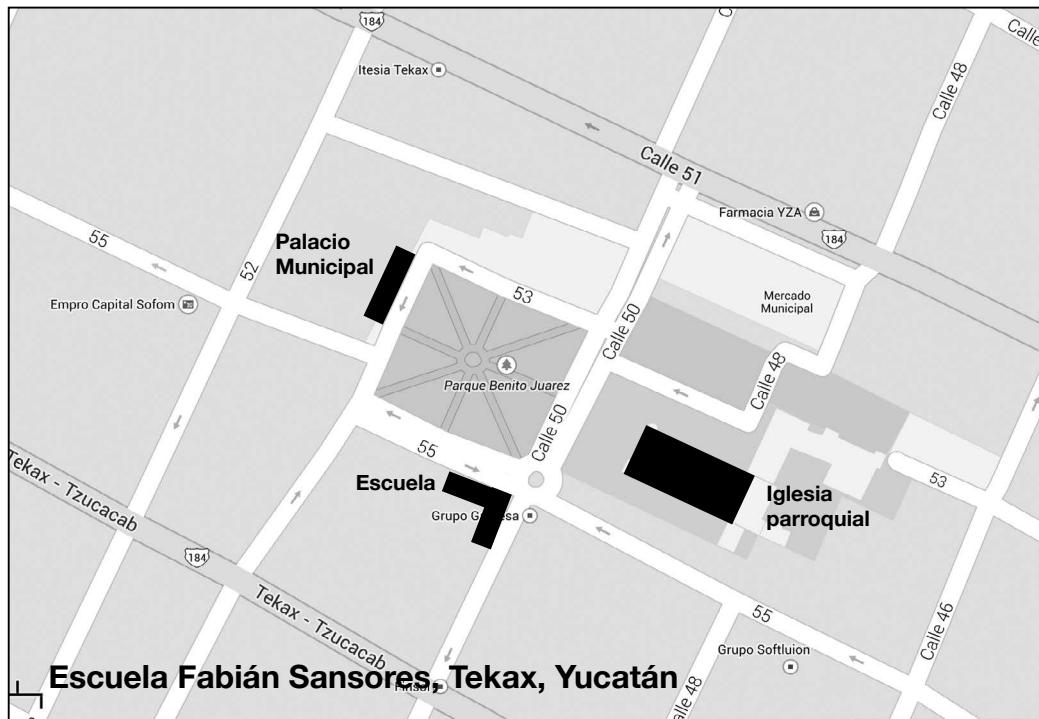 184
Calle 48
Itesia Tekax
Calle 51
Farmacia YZA
184
55
Palacio
Municipal
52
53
Empro Capital Sofom
Mercado
Municipal
Calle 50
Parque Benito Juarez
Calle 48
Calle 50
55
Escuela
Iglesia
parroquial
53
Tekax - Tzucacab
184
Tekax - Tzucacab
55
Calle 46
Grupo Softluion
Calle 48
Escuela Fabián Sansores, Tekax, Yucatán